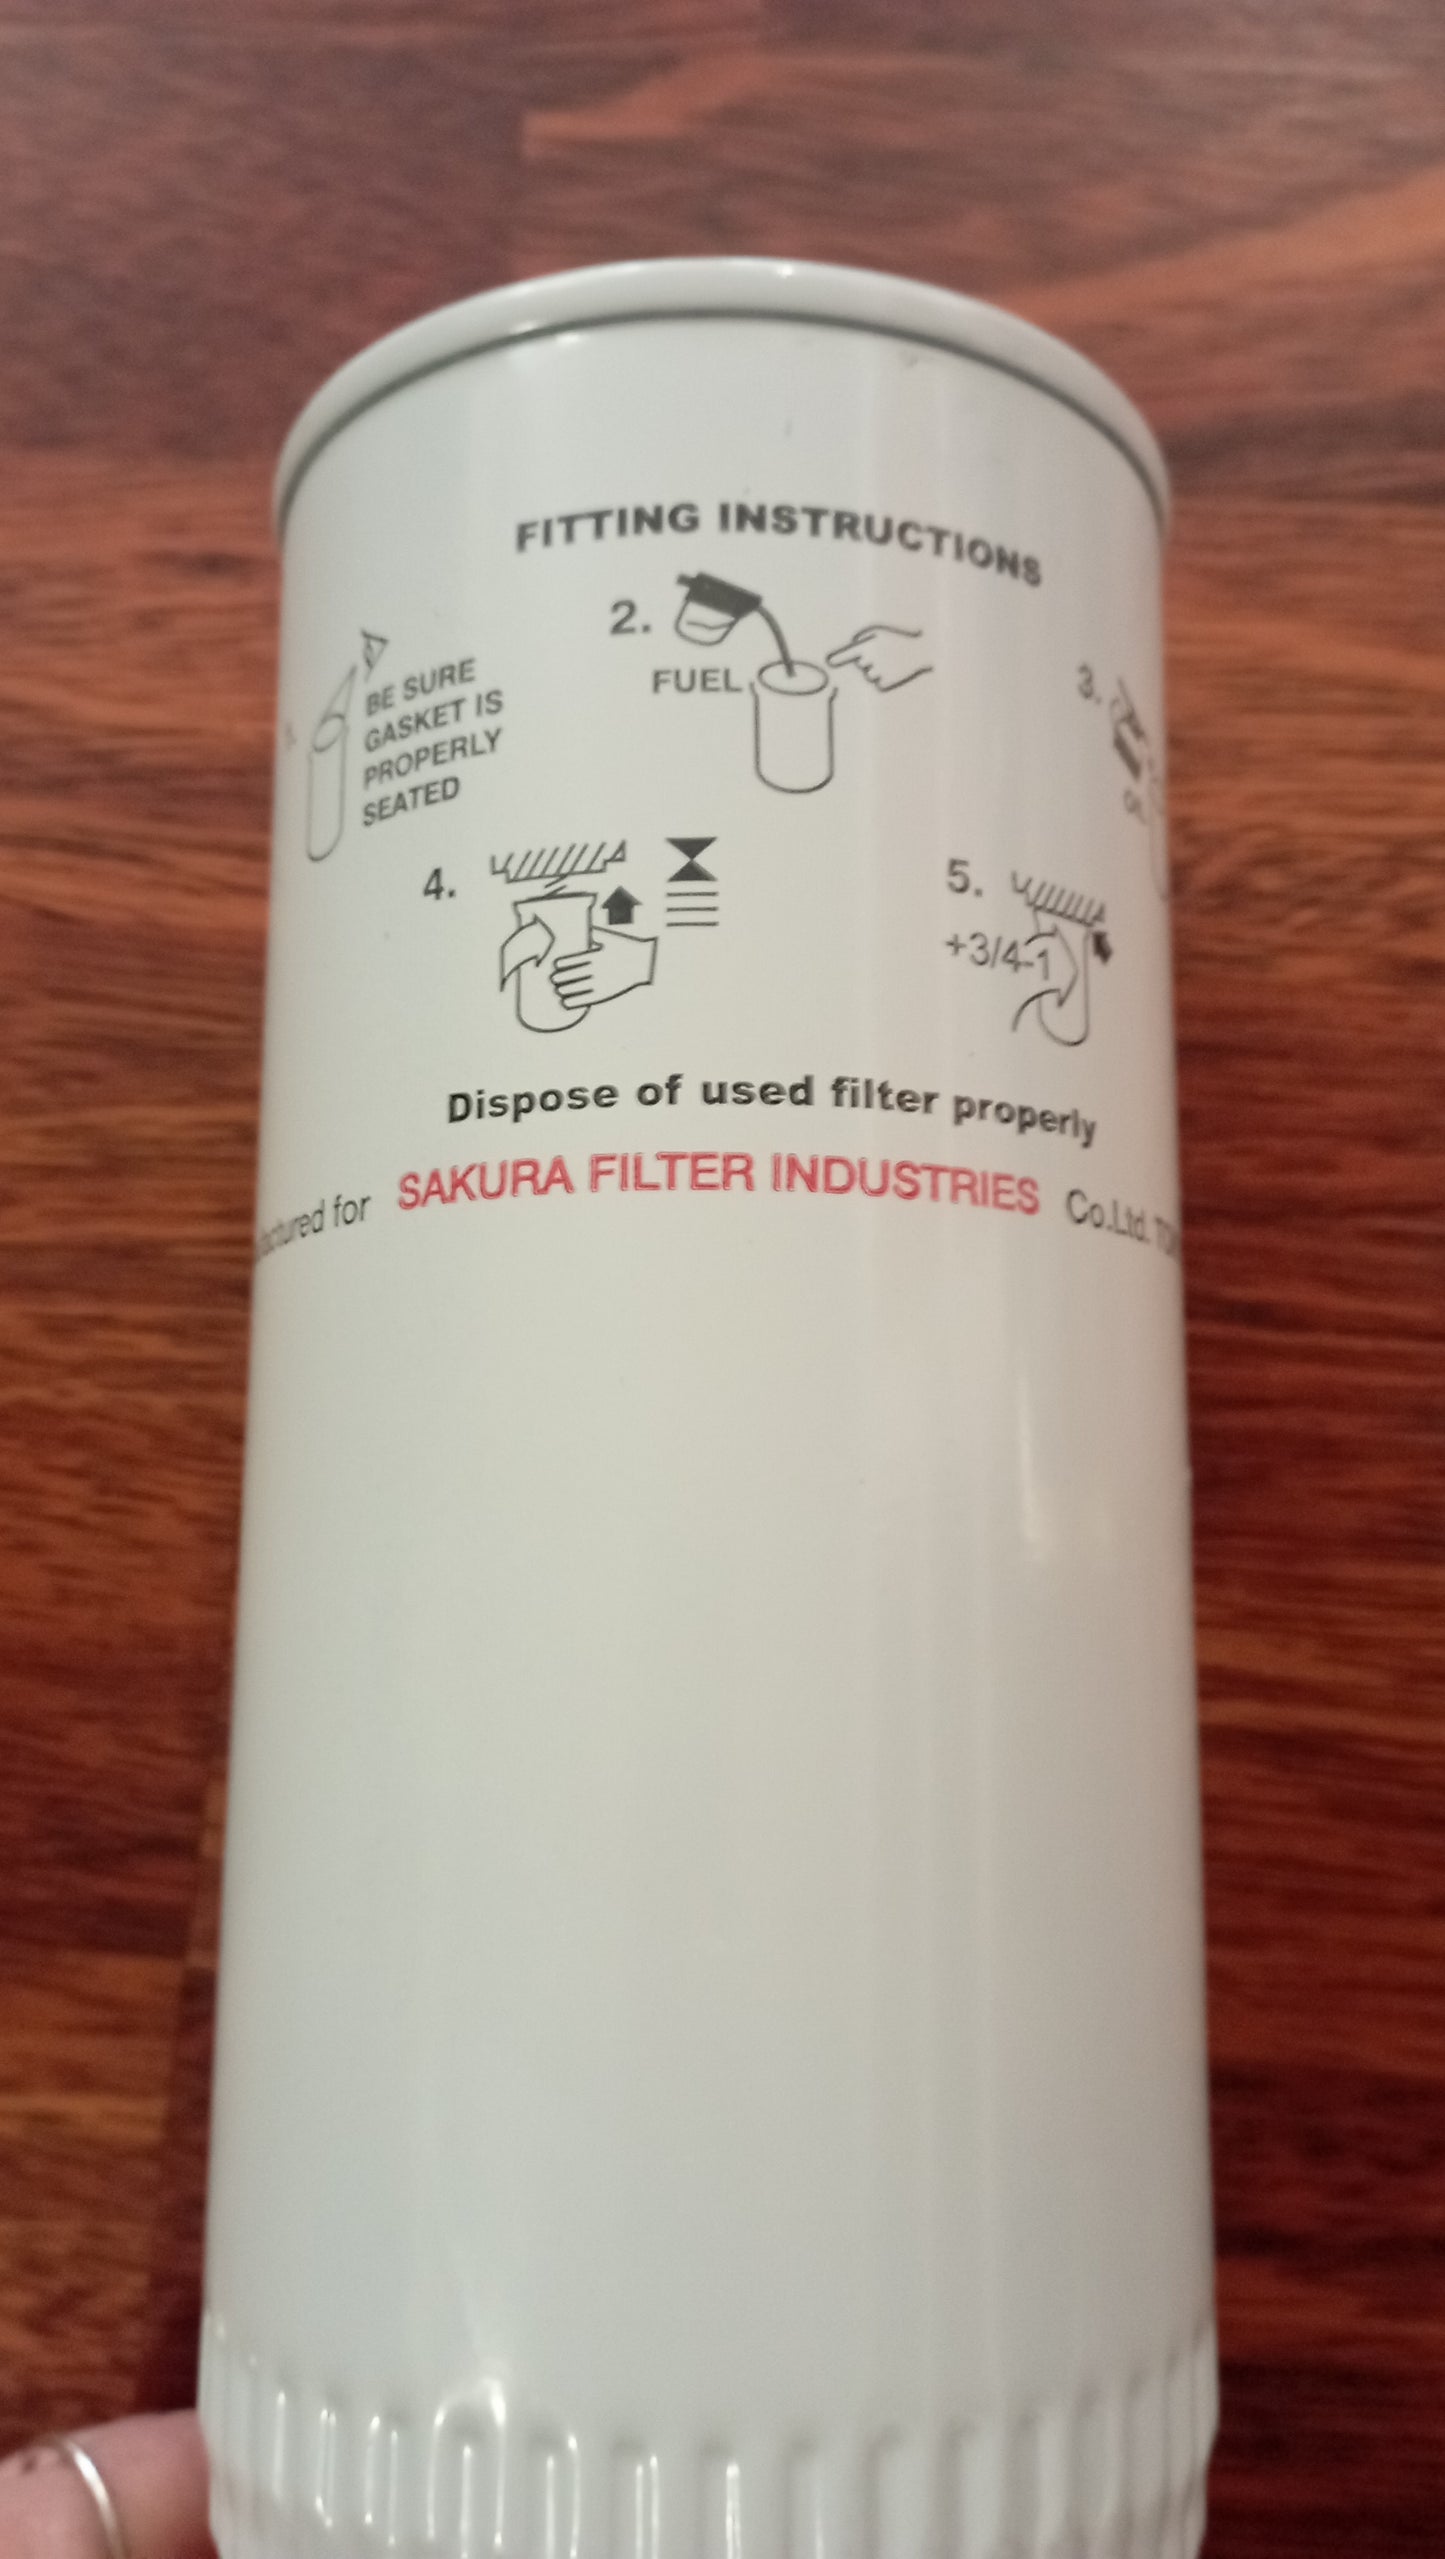 FITTING INSTRUCTIONS
BE SURE
GASKET IS
PROPERLY
SEATED
2.
FUEL
3.
4.
5.
+3/4-1
Dispose of used filter properly
for SAKURA FILTER INDUSTRIES Co.Ltd.